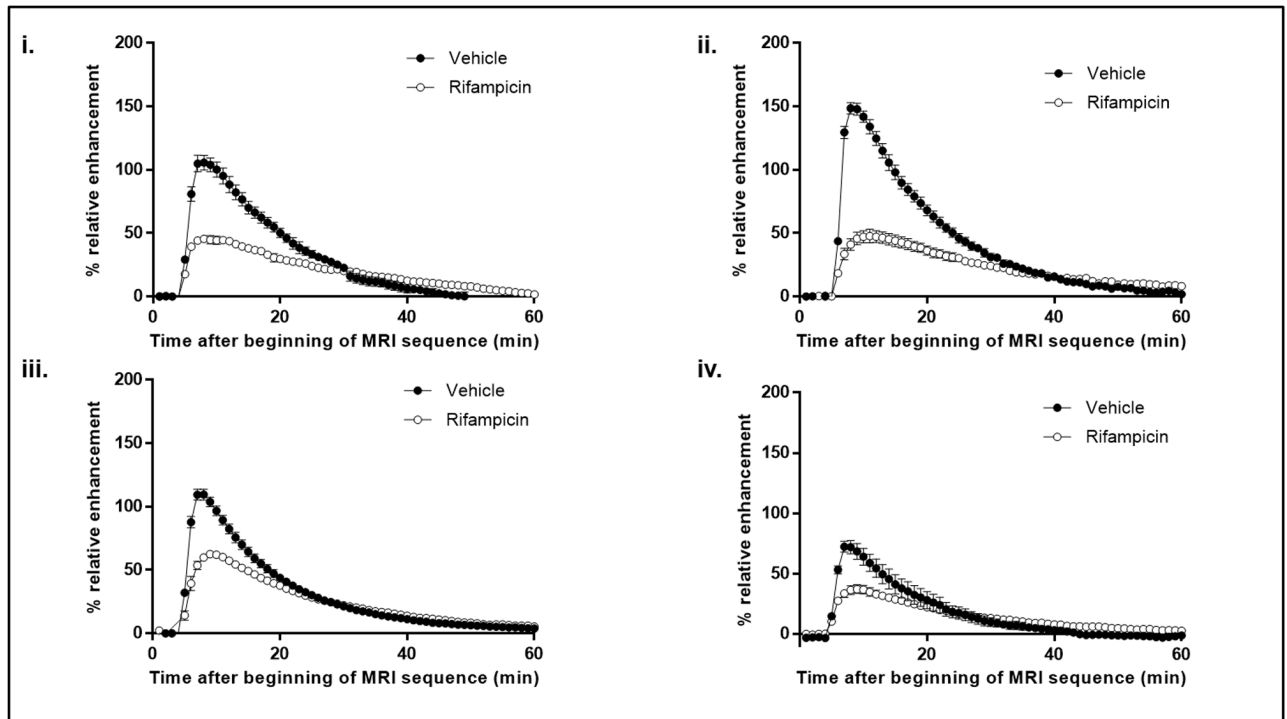 i.
200
150
100
50
0
% relative enhancement
Vehicle
Rifampicin
0 20 40 60
Time after beginning of MRI sequence (min)
ii.
200
150
100
50
0
% relative enhancement
Vehicle
Rifampicin
0 20 40 60
Time after beginning of MRI sequence (min)
iii.
200
150
100
50
0
% relative enhancement
Vehicle
Rifampicin
0 20 40 60
Time after beginning of MRI sequence (min)
iv.
200
150
100
50
0
% relative enhancement
Vehicle
Rifampicin
20 40 60
Time after beginning of MRI sequence (min)